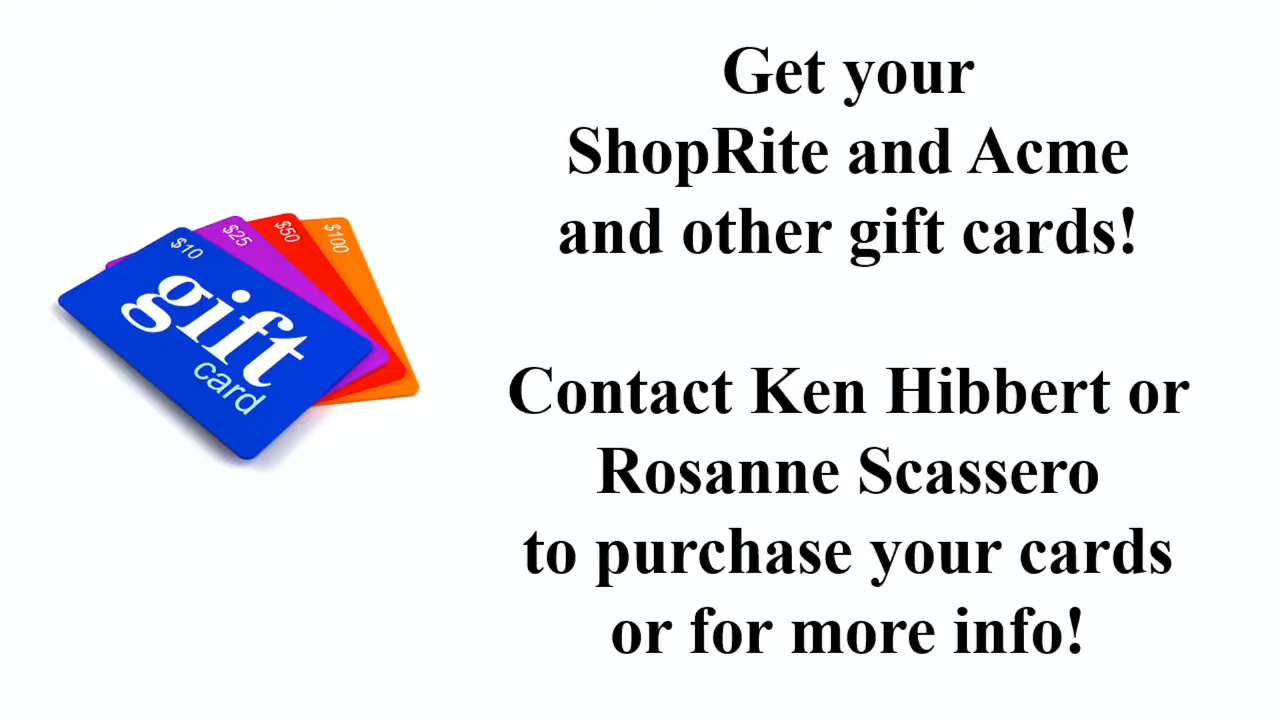 Get your
ShopRite and Acme
and other gift cards!
Contact Ken Hibbert or
Rosanne Scassero
to purchase your cards
or for more info!
$10
$25
$50
$100
gift
card